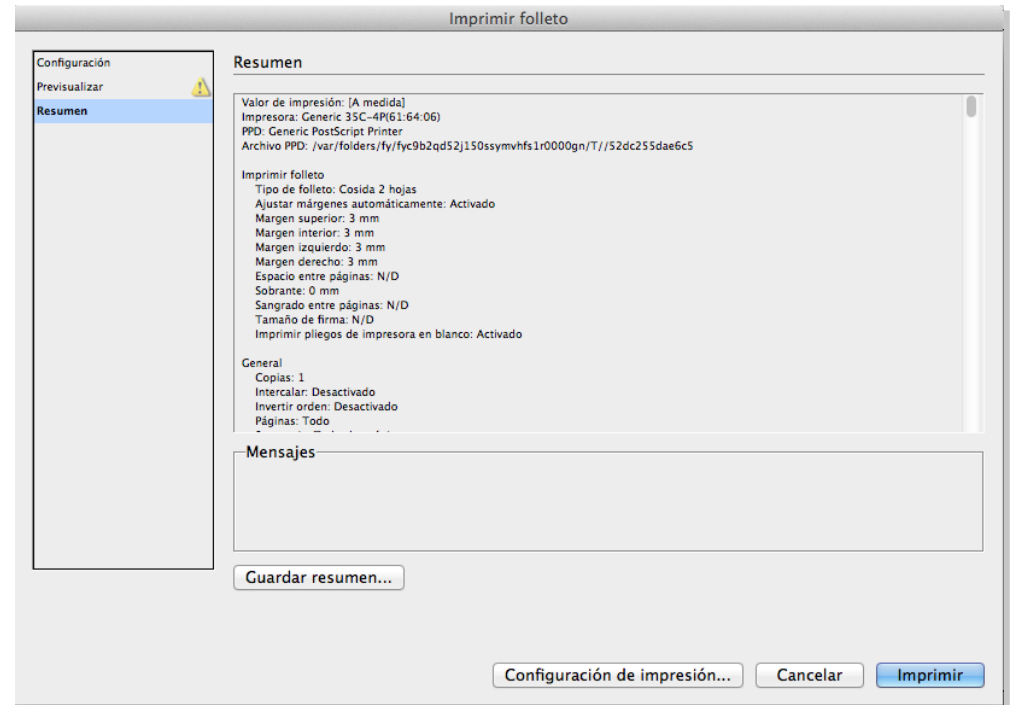 Imprimir folleto
Configuración
Previsualizar
Resumen
Resumen
Valor de impresión: [A medida]
Impresora: Generic 35C-4P(61:64:06)
PPD: Generic PostScript Printer
Archivo PPD: /var/folders/fy/fyc9b2qd52j150ssymvhfs1r0000gn/T//52dc255dae6c5
Imprimir folleto
Tipo de folleto: Cosida 2 hojas
Ajustar márgenes automáticamente: Activado
Margen superior: 3 mm
Margen interior: 3 mm
Margen izquierdo: 3 mm
Margen derecho: 3 mm
Espacio entre páginas: N/D
Sobrante: 0 mm
Sangrado entre páginas: N/D
Tamaño de firma: N/D
Imprimir pliegos de impresora en blanco: Activado
General
Copias: 1
Intercalar: Desactivado
Invertir orden: Desactivado
Páginas: Todo
Mensajes
Guardar resumen...
Configuración de impresión...
Cancelar
Imprimir